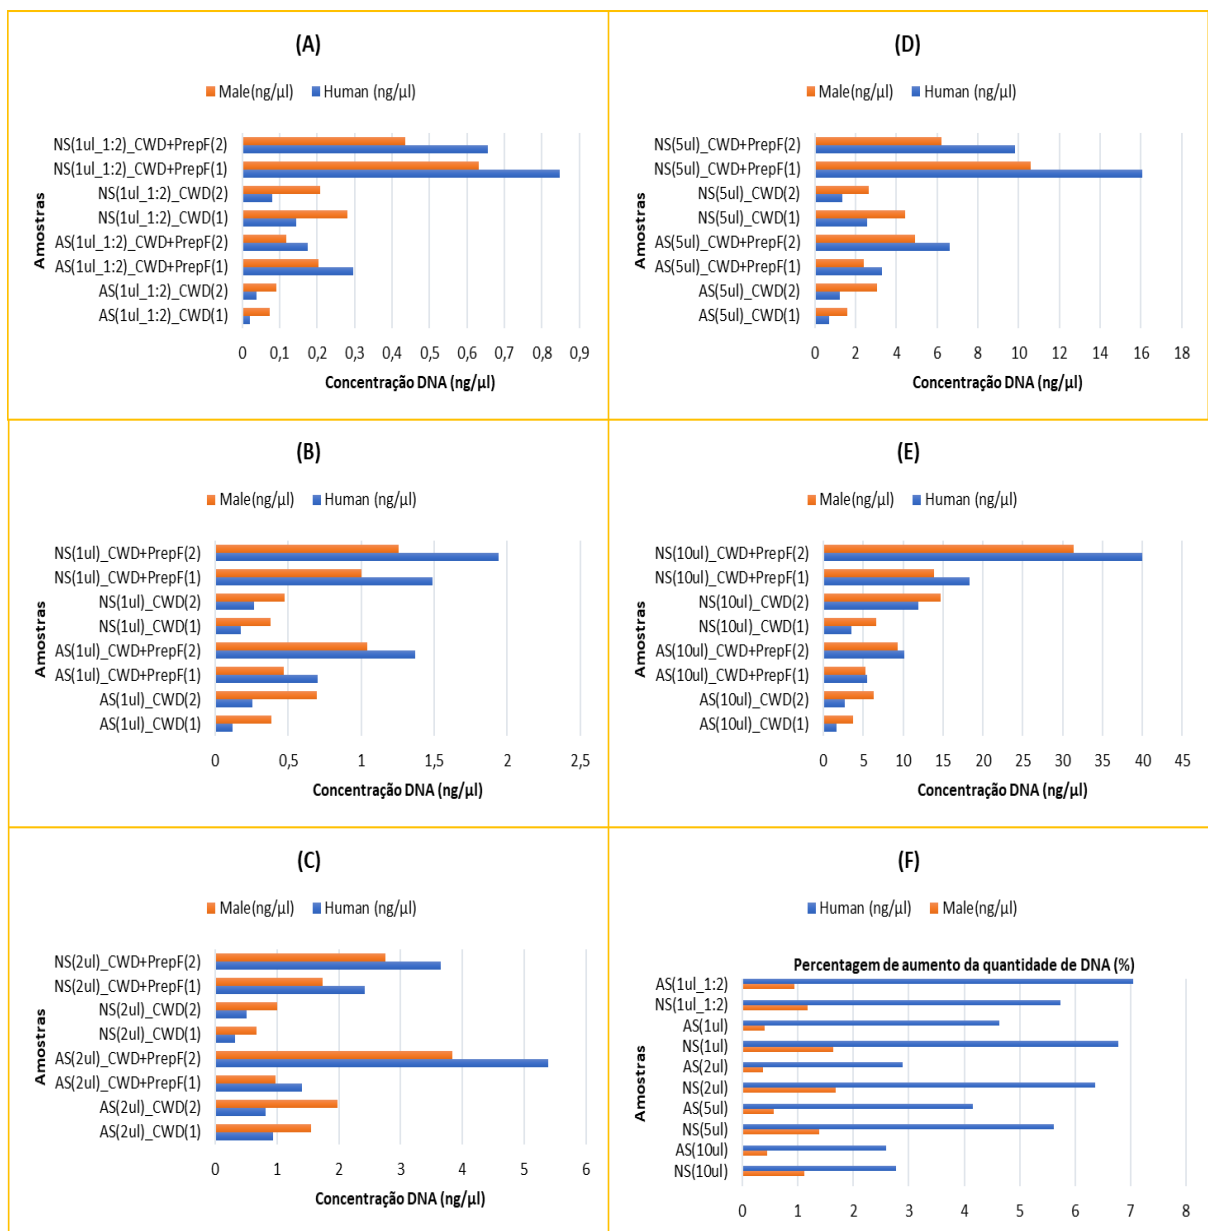 (A)
Male(ng/µl) Human (ng/µl)
NS(1ul_1:2)_CWD+PrepF(2)
NS(1ul_1:2)_CWD+PrepF(1)
NS(1ul_1:2)_CWD(2)
NS(1ul_1:2)_CWD(1)
AS(1ul_1:2)_CWD+PrepF(2)
AS(1ul_1:2)_CWD+PrepF(1)
AS(1ul_1:2)_CWD(2)
AS(1ul_1:2)_CWD(1)
Amostras
0 0,1 0,2 0,3 0,4 0,5 0,6 0,7 0,8 0,9
Concentração DNA (ng/µl)
(D)
Male(ng/µl) Human (ng/µl)
NS(5ul)_CWD+PrepF(2)
NS(5ul)_CWD+PrepF(1)
NS(5ul)_CWD(2)
NS(5ul)_CWD(1)
AS(5ul)_CWD+PrepF(2)
AS(5ul)_CWD+PrepF(1)
AS(5ul)_CWD(2)
AS(5ul)_CWD(1)
Amostras
0 2 4 6 8 10 12 14 16 18
Concentração DNA (ng/µl)
(B)
Male(ng/µl) Human (ng/µl)
NS(1ul)_CWD+PrepF(2)
NS(1ul)_CWD+PrepF(1)
NS(1ul)_CWD(2)
NS(1ul)_CWD(1)
AS(1ul)_CWD+PrepF(2)
AS(1ul)_CWD+PrepF(1)
AS(1ul)_CWD(2)
AS(1ul)_CWD(1)
Amostras
0 0,5 1 1,5 2 2,5
Concentração DNA (ng/µl)
(E)
Male(ng/µl) Human (ng/µl)
NS(10ul)_CWD+PrepF(2)
NS(10ul)_CWD+PrepF(1)
NS(10ul)_CWD(2)
NS(10ul)_CWD(1)
AS(10ul)_CWD+PrepF(2)
AS(10ul)_CWD+PrepF(1)
AS(10ul)_CWD(2)
AS(10ul)_CWD(1)
Amostras
0 5 10 15 20 25 30 35 40 45
Concentração DNA (ng/µl)
(C)
Male(ng/µl) Human (ng/µl)
NS(2ul)_CWD+PrepF(2)
NS(2ul)_CWD+PrepF(1)
NS(2ul)_CWD(2)
NS(2ul)_CWD(1)
AS(2ul)_CWD+PrepF(2)
AS(2ul)_CWD+PrepF(1)
AS(2ul)_CWD(2)
AS(2ul)_CWD(1)
Amostras
0 1 2 3 4 5 6
Concentração DNA (ng/µl)
(F)
Human (ng/µl) Male(ng/µl)
Percentagem de aumento da quantidade de DNA (%)
AS(1ul_1:2)
NS(1ul_1:2)
AS(1ul)
NS(1ul)
AS(2ul)
NS(2ul)
AS(5ul)
NS(5ul)
AS(10ul)
NS(10ul)
Amostras
0 1 2 3 4 5 6 7 8